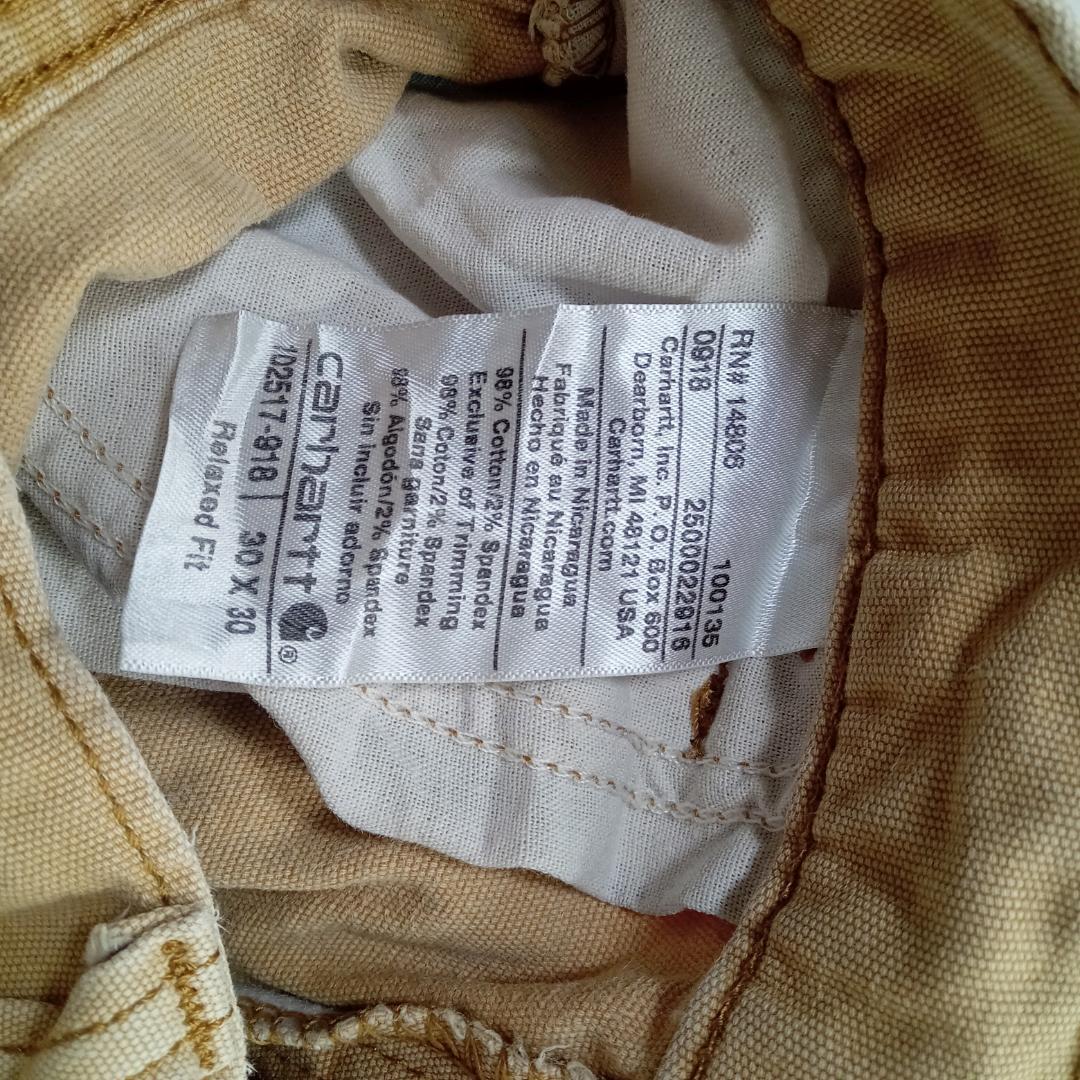 RN# 14806 100135
0918 2500022916
Carhartt, Inc. P. O. Box 600
Dearborn, MI 48121 USA
Carhartt.com
Made in Nicaragua
Fabriqué au Nicaragua
Hecho en Nicaragua
98% Cotton/2% Spandex
Exclusive of Trimming
98% Coton/2% Spandex
Sans garniture
98% Algodón/2% Spandex
Sin incluir adorno
carhartt ®
102517-918 | 30 X 30
Relaxed Fit